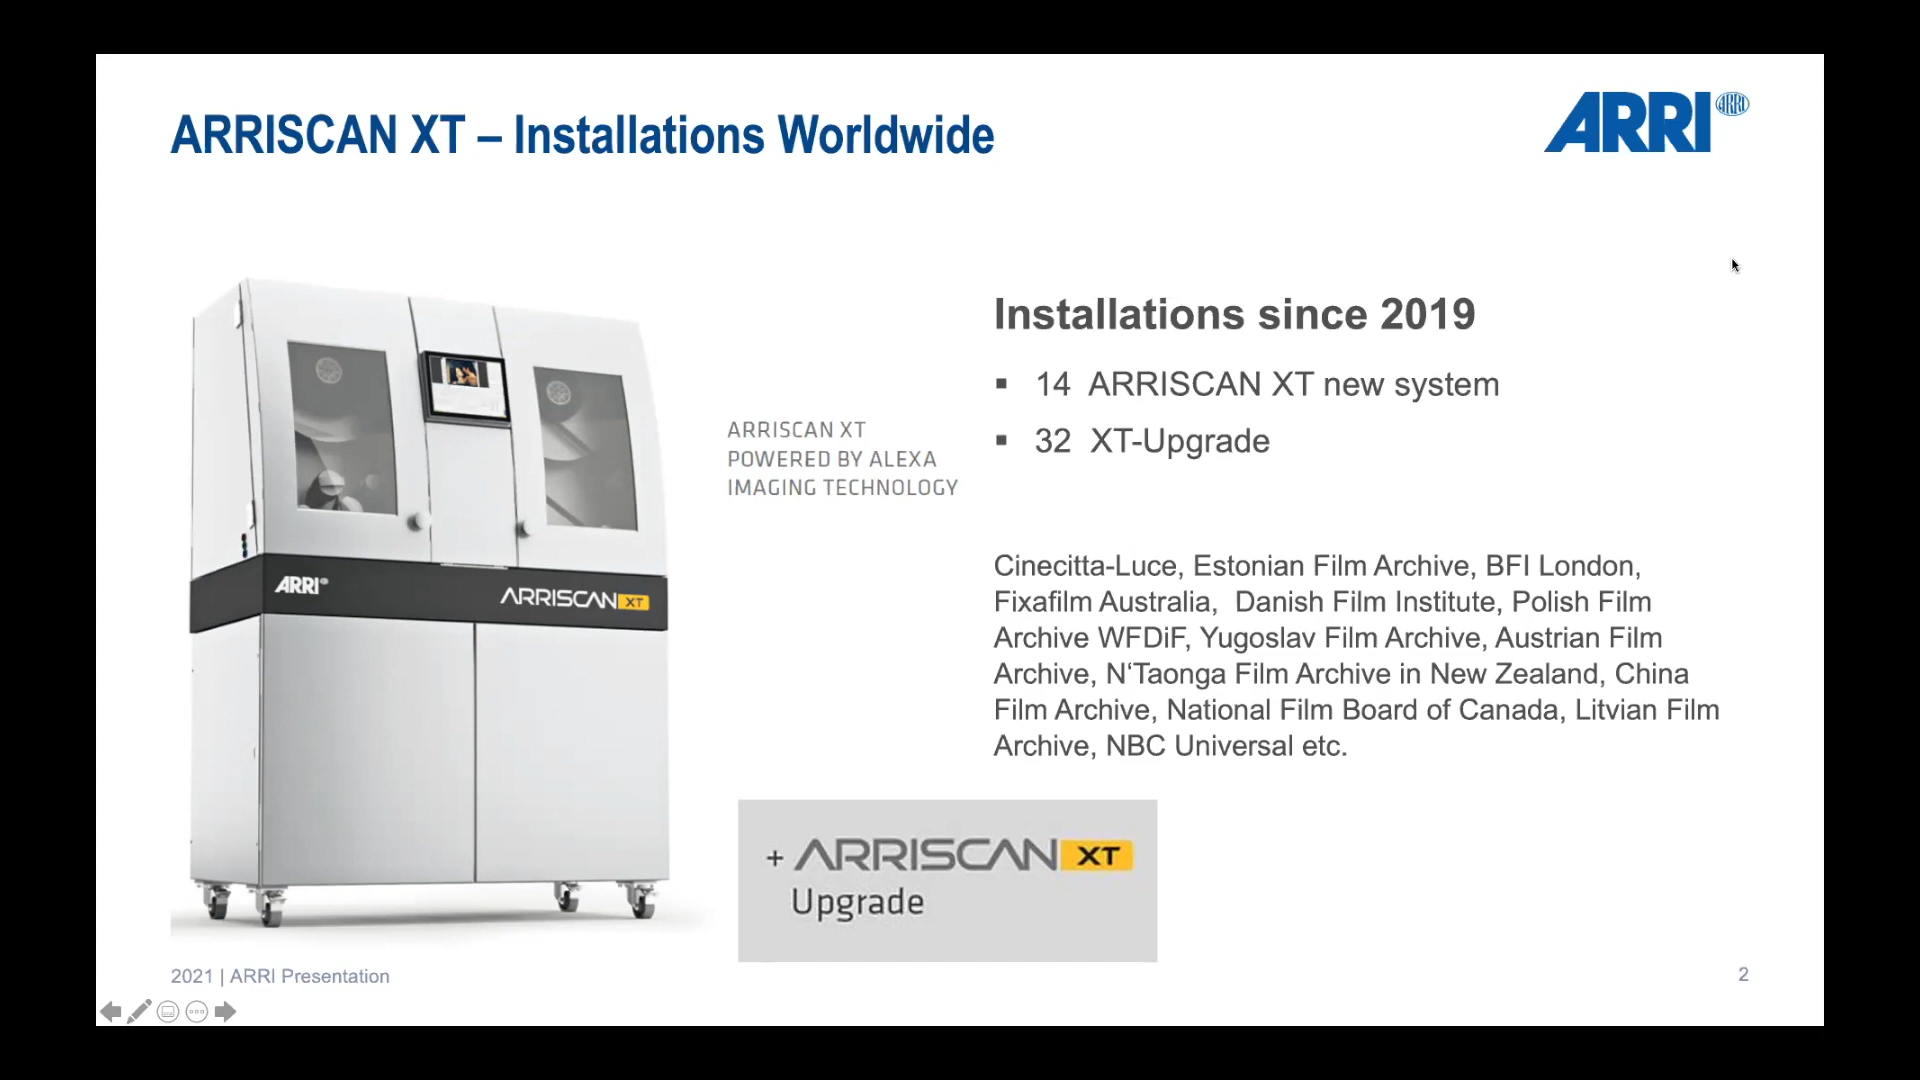 ARRISCAN XT – Installations Worldwide
ARRI
ARRI
Installations since 2019
▪ 14 ARRISCAN XT new system
▪ 32 XT-Upgrade
ARRISCAN XT
POWERED BY ALEXA
IMAGING TECHNOLOGY
Cinecitta-Luce, Estonian Film Archive, BFI London,
Fixafilm Australia, Danish Film Institute, Polish Film
Archive WFDiF, Yugoslav Film Archive, Austrian Film
Archive, N‘Taonga Film Archive in New Zealand, China
Film Archive, National Film Board of Canada, Litvian Film
Archive, NBC Universal etc.
ARRI
ARRISCAN XT
+ ARRISCAN XT
Upgrade
2021 | ARRI Presentation
2